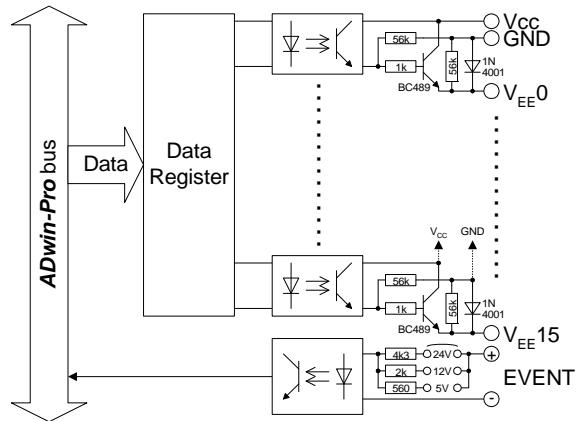 Vcc
GND
56k
1k
56k
1N
4001
BC489
VEE0
ADwin-Pro bus
Data
Data
Register
VCC
GND
56k
1k
56k
1N
4001
BC489
VEE15
4k3
24V
2k
12V
560
5V
+
EVENT
-